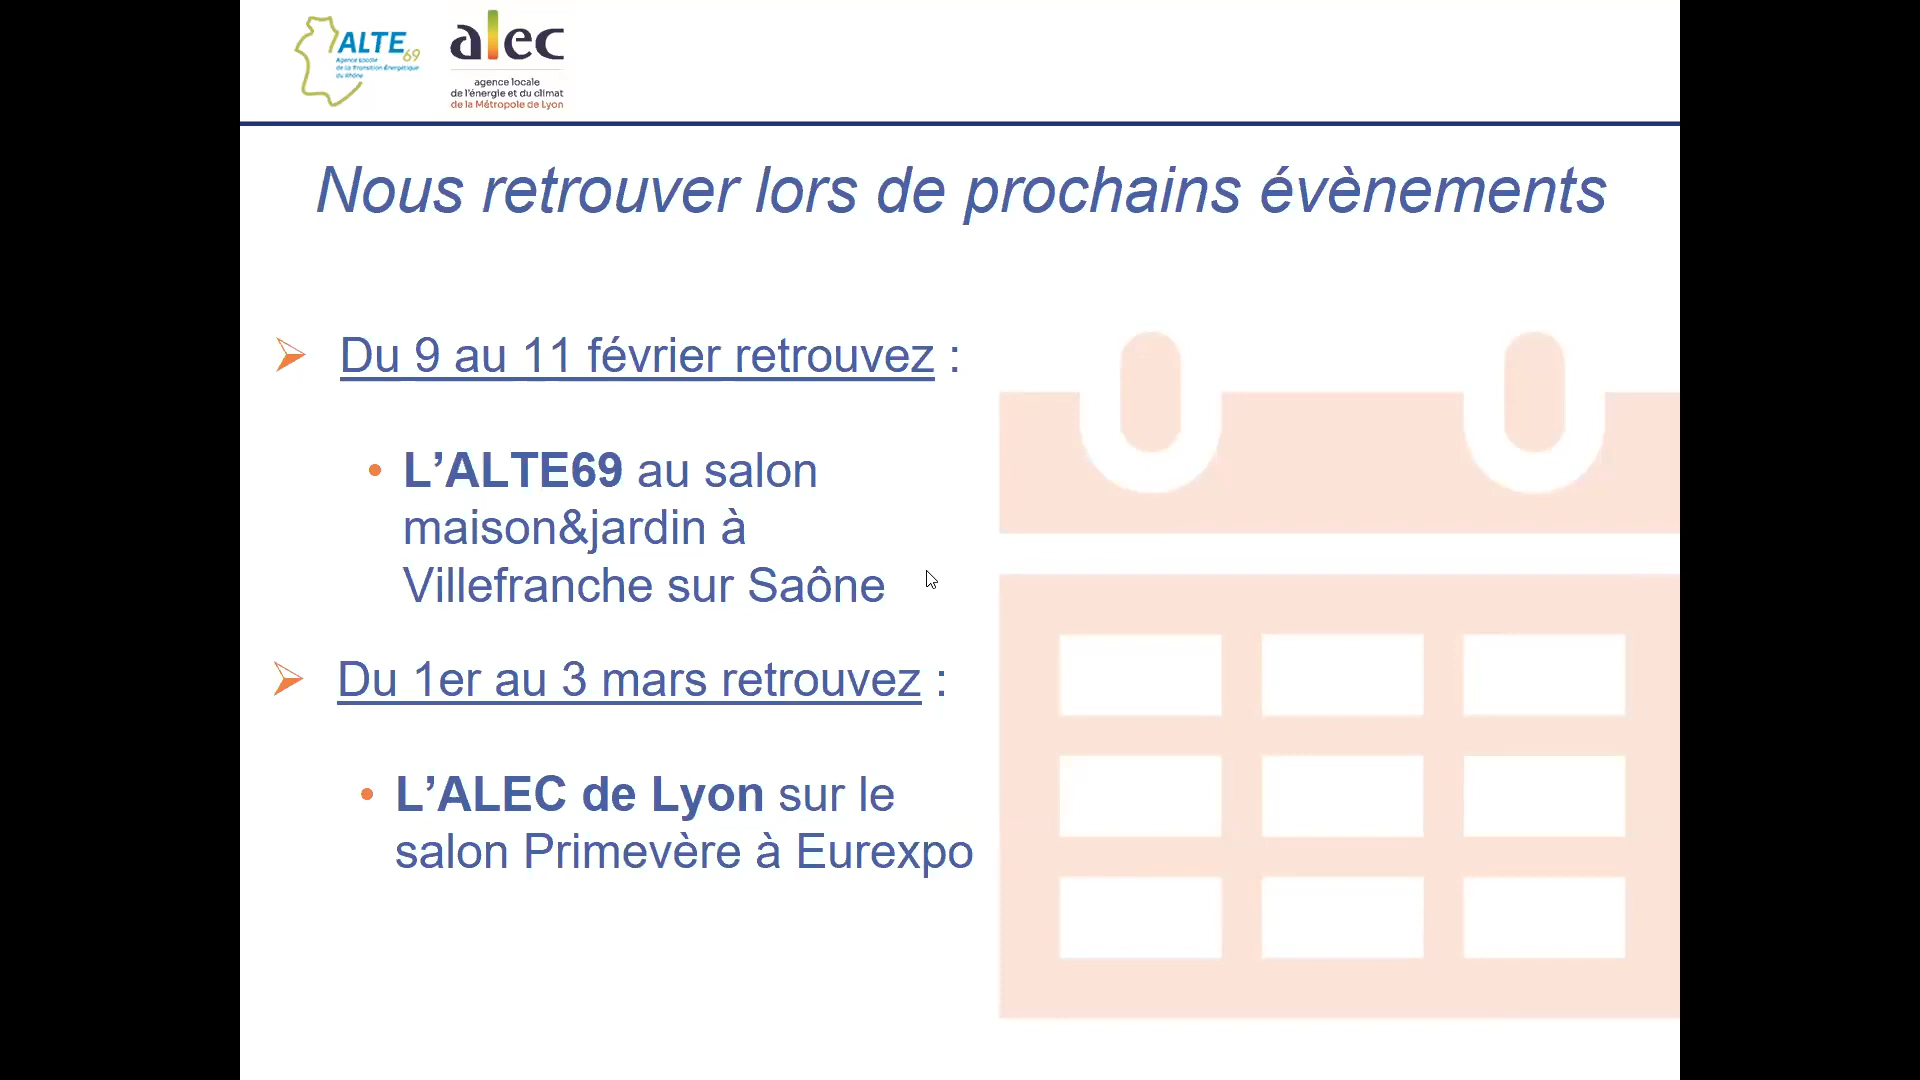 ALTE 69
Agence Locale
de la Transition Énergétique
du Rhône
alec
agence locale
de l'énergie et du climat
de la Métropole de Lyon
Nous retrouver lors de prochains évènements
Du 9 au 11 février retrouvez :
L’ALTE69 au salon
maison&jardin à
Villefranche sur Saône
Du 1er au 3 mars retrouvez :
L’ALEC de Lyon sur le
salon Primevère à Eurexpo